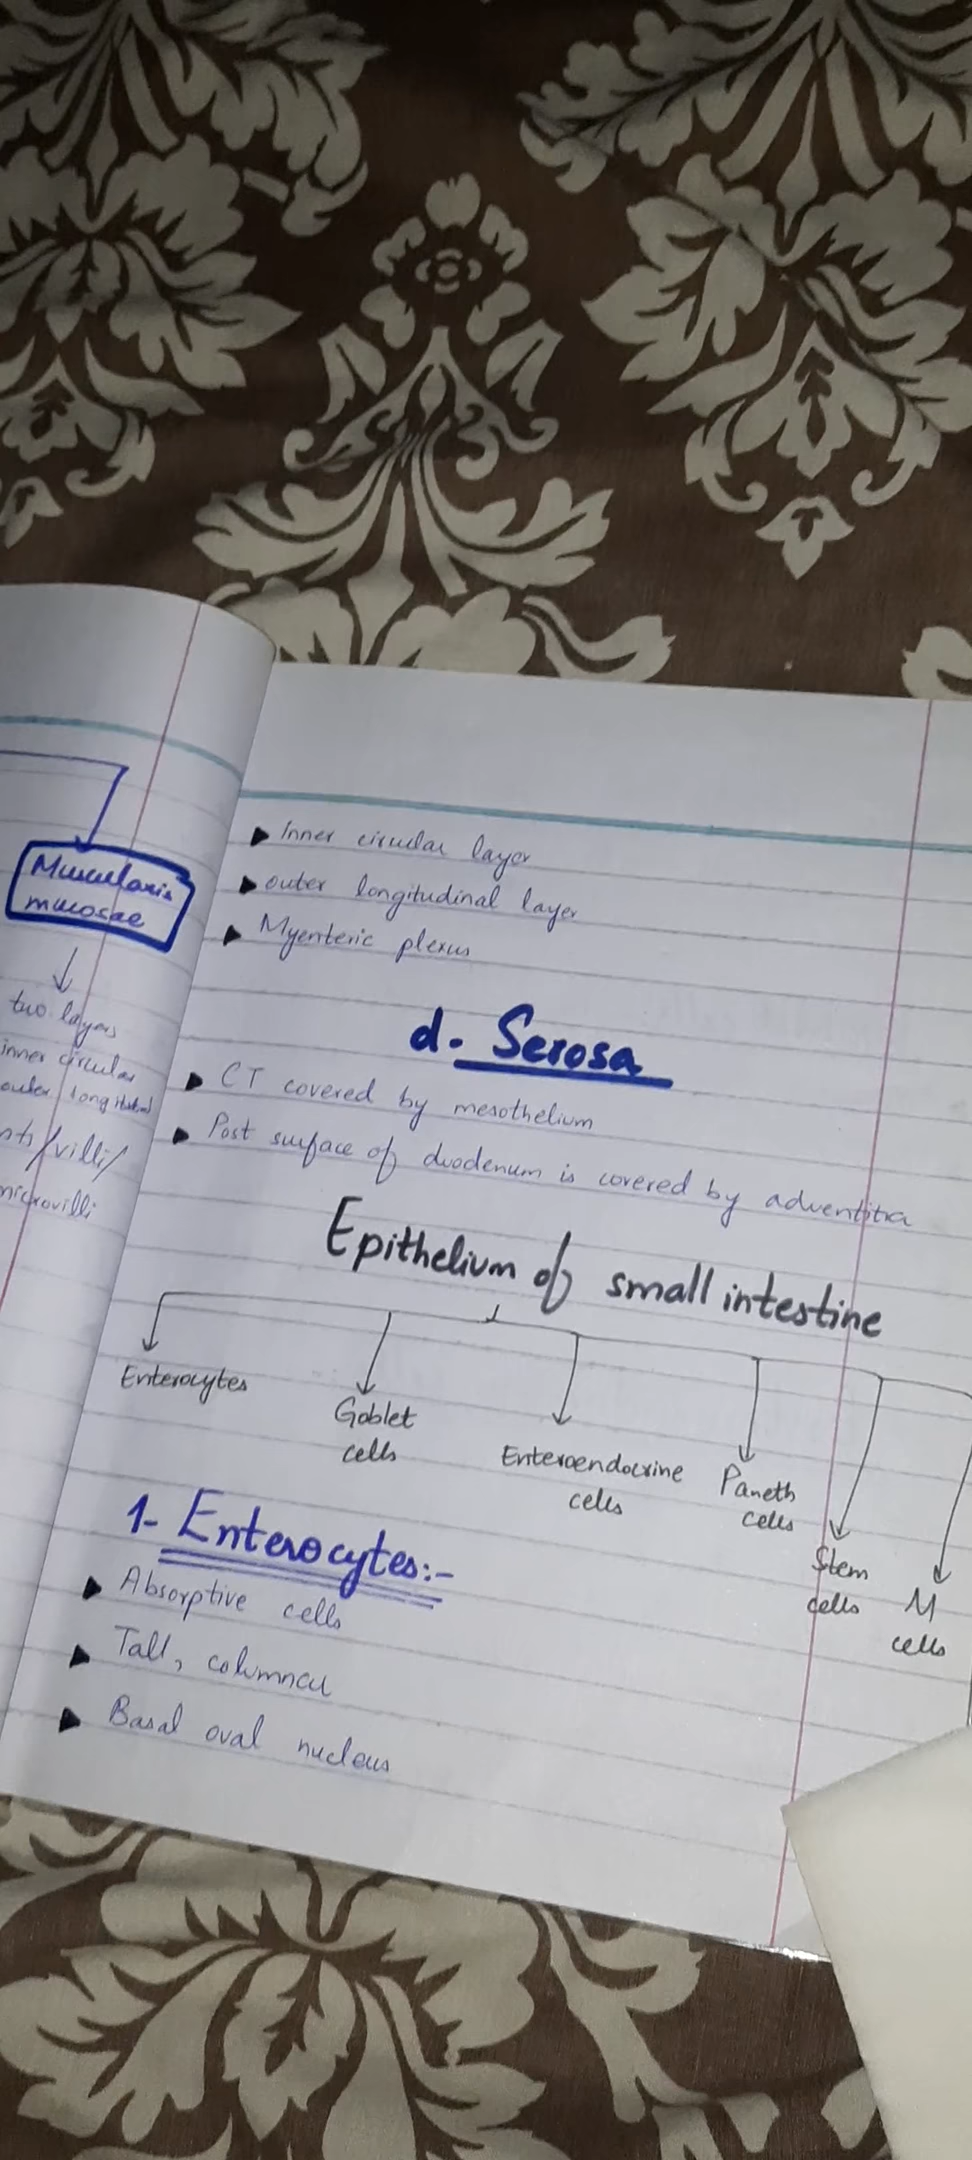 Muscularis
mucosae
two layers
inner circular
outer longitudinal
villi/
microvilli
Inner circular layer
outer longitudinal layer
Myenteric plexus
d. Serosa
CT covered by mesothelium
Post surface of duodenum is covered by adventitia
Epithelium of small intestine
Enterocytes
Goblet
cells
Enteroendocrine
cells
Paneth
cells
Stem
cells
M
cells
1- Enterocytes:-
Absorptive cells
Tall, columnar
Basal oval nucleus